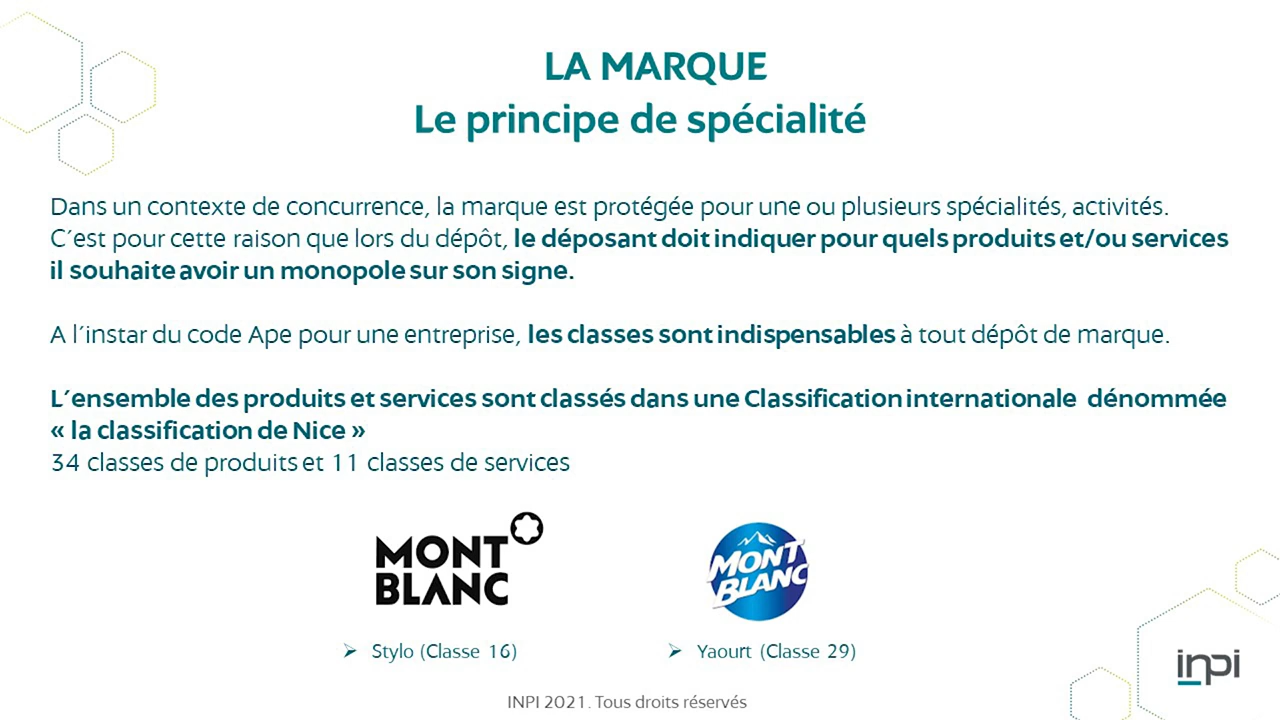 LA MARQUE
Le principe de spécialité
Dans un contexte de concurrence, la marque est protégée pour une ou plusieurs spécialités, activités.
C’est pour cette raison que lors du dépôt, le déposant doit indiquer pour quels produits et/ou services
il souhaite avoir un monopole sur son signe.
A l’instar du code Ape pour une entreprise, les classes sont indispensables à tout dépôt de marque.
L’ensemble des produits et services sont classés dans une Classification internationale dénommée
« la classification de Nice »
34 classes de produits et 11 classes de services
MONT
BLANC
MONT
BLANC
Stylo (Classe 16)
Yaourt (Classe 29)
inpi
INPI 2021. Tous droits réservés